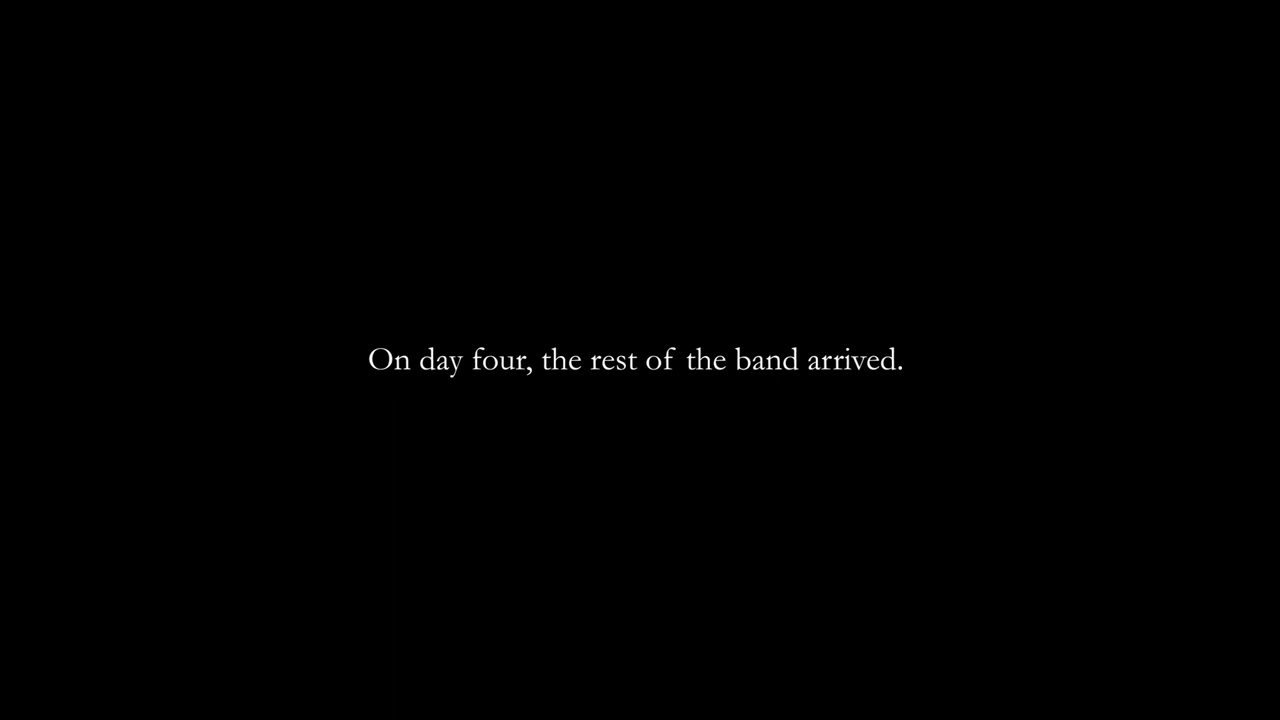 On day four, the rest of the band arrived.